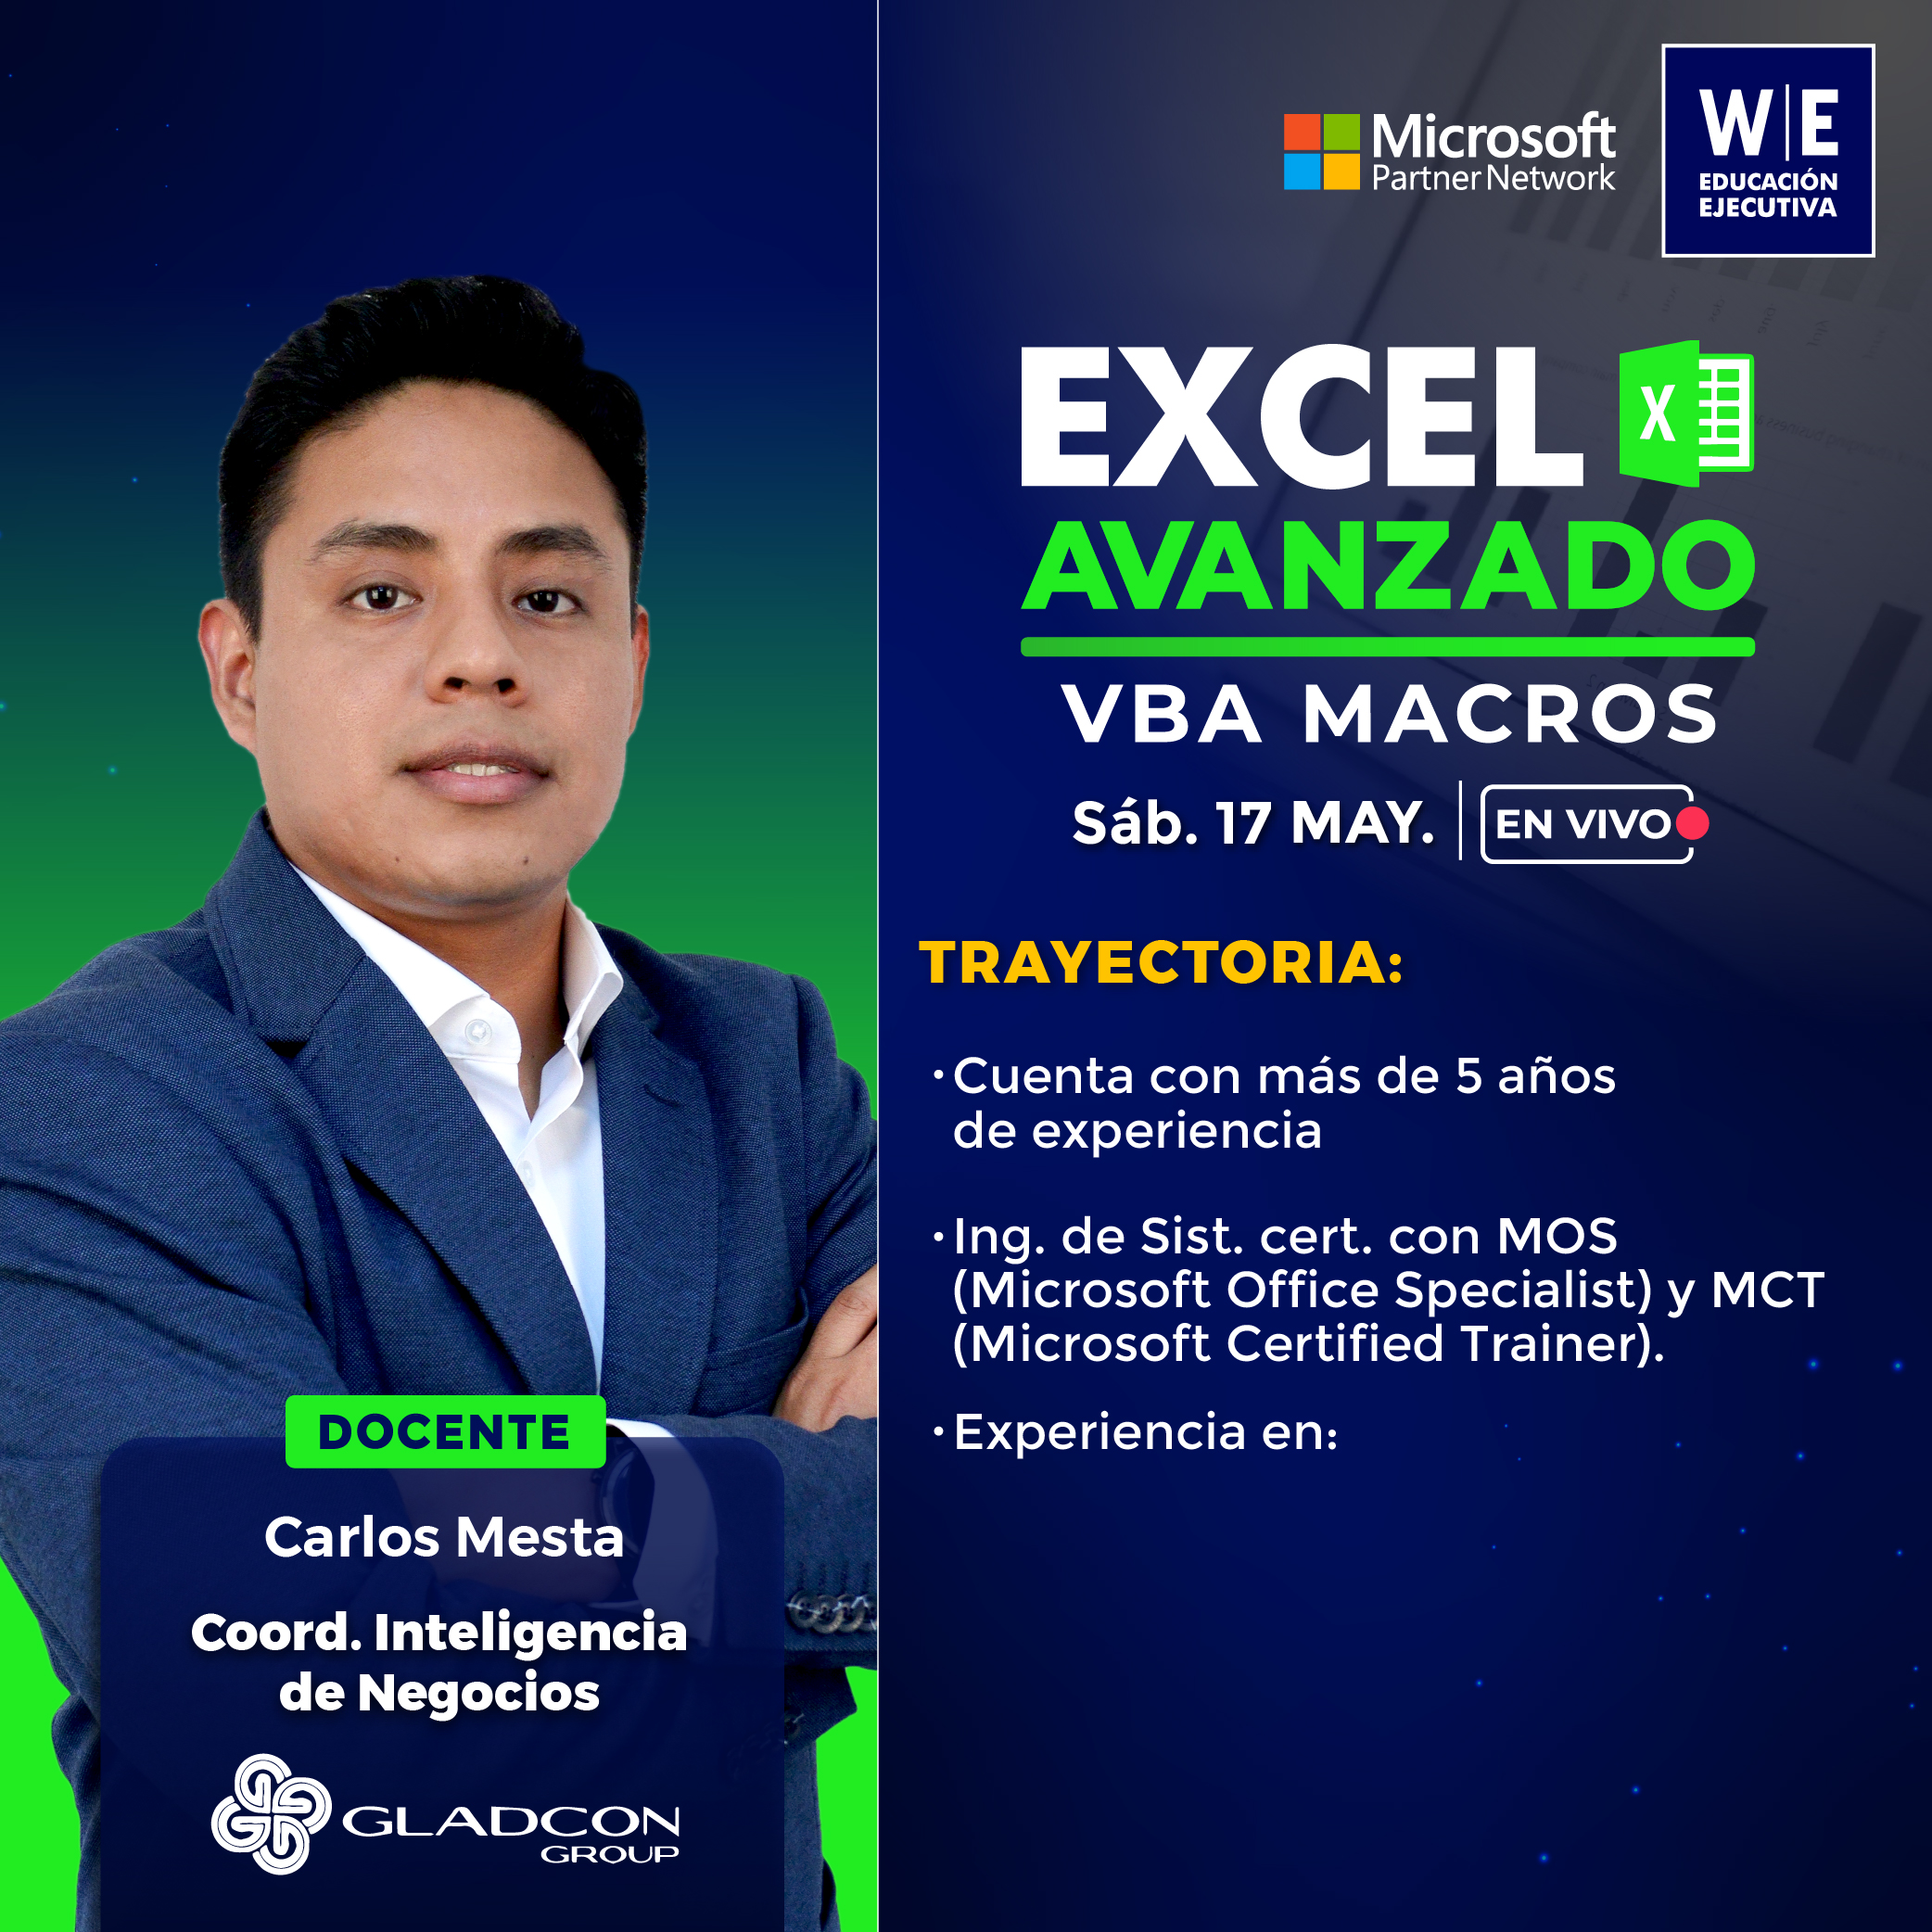 Microsoft
Partner Network
W|E
EDUCACIÓN
EJECUTIVA
EXCEL
X
AVANZADO
VBA MACROS
Sáb. 17 MAY.
EN VIVO
TRAYECTORIA:
· Cuenta con más de 5 años
de experiencia
· Ing. de Sist. cert. con MOS
(Microsoft Office Specialist) y MCT
(Microsoft Certified Trainer).
· Experiencia en:
DOCENTE
Carlos Mesta
Coord. Inteligencia
de Negocios
GLADCON
GROUP